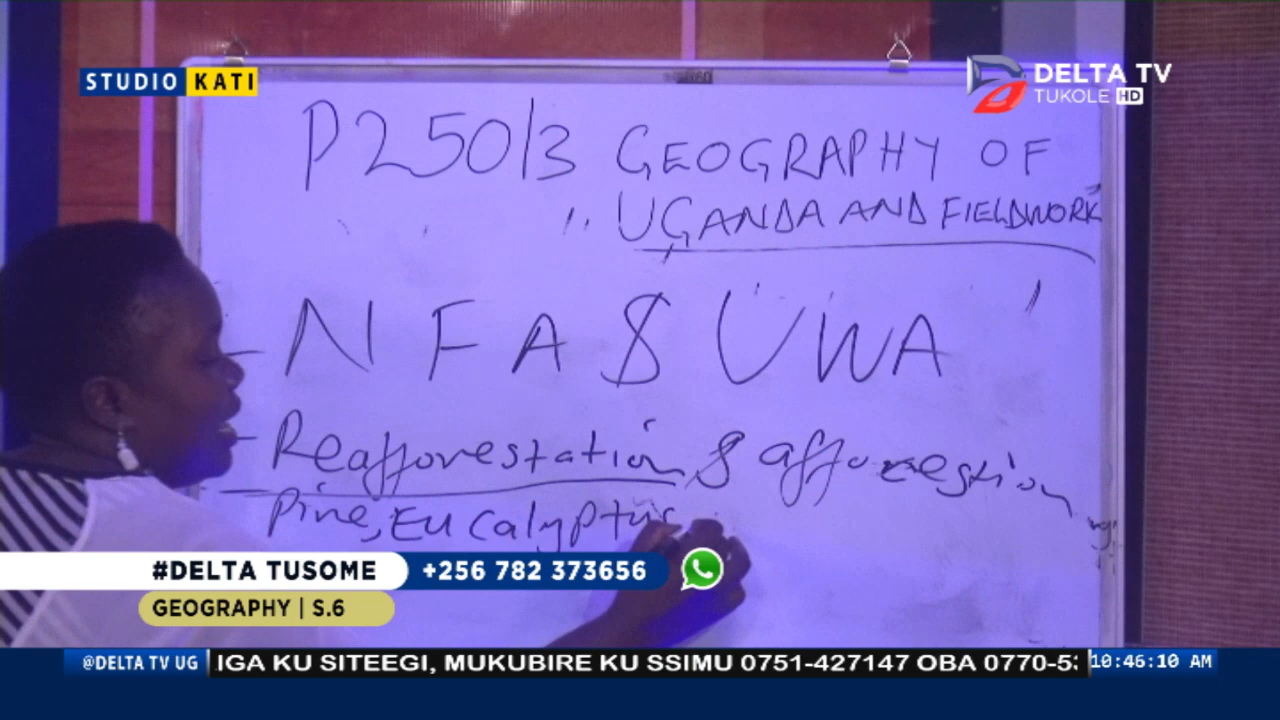 STUDIO KATI
DELTA TV
TUKOLE HD
P250/3 GEOGRAPHY OF
UGANDA AND FIELDWORK
- NFA & UWA
- Reafforestation & afforestion
Pine, Eucalyptus
#DELTA TUSOME +256 782 373656
GEOGRAPHY | S.6
@DELTA TV UG IGA KU SITEEGI, MUKUBIRE KU SSIMU 0751-427147 OBA 0770-5 10:46:10 AM